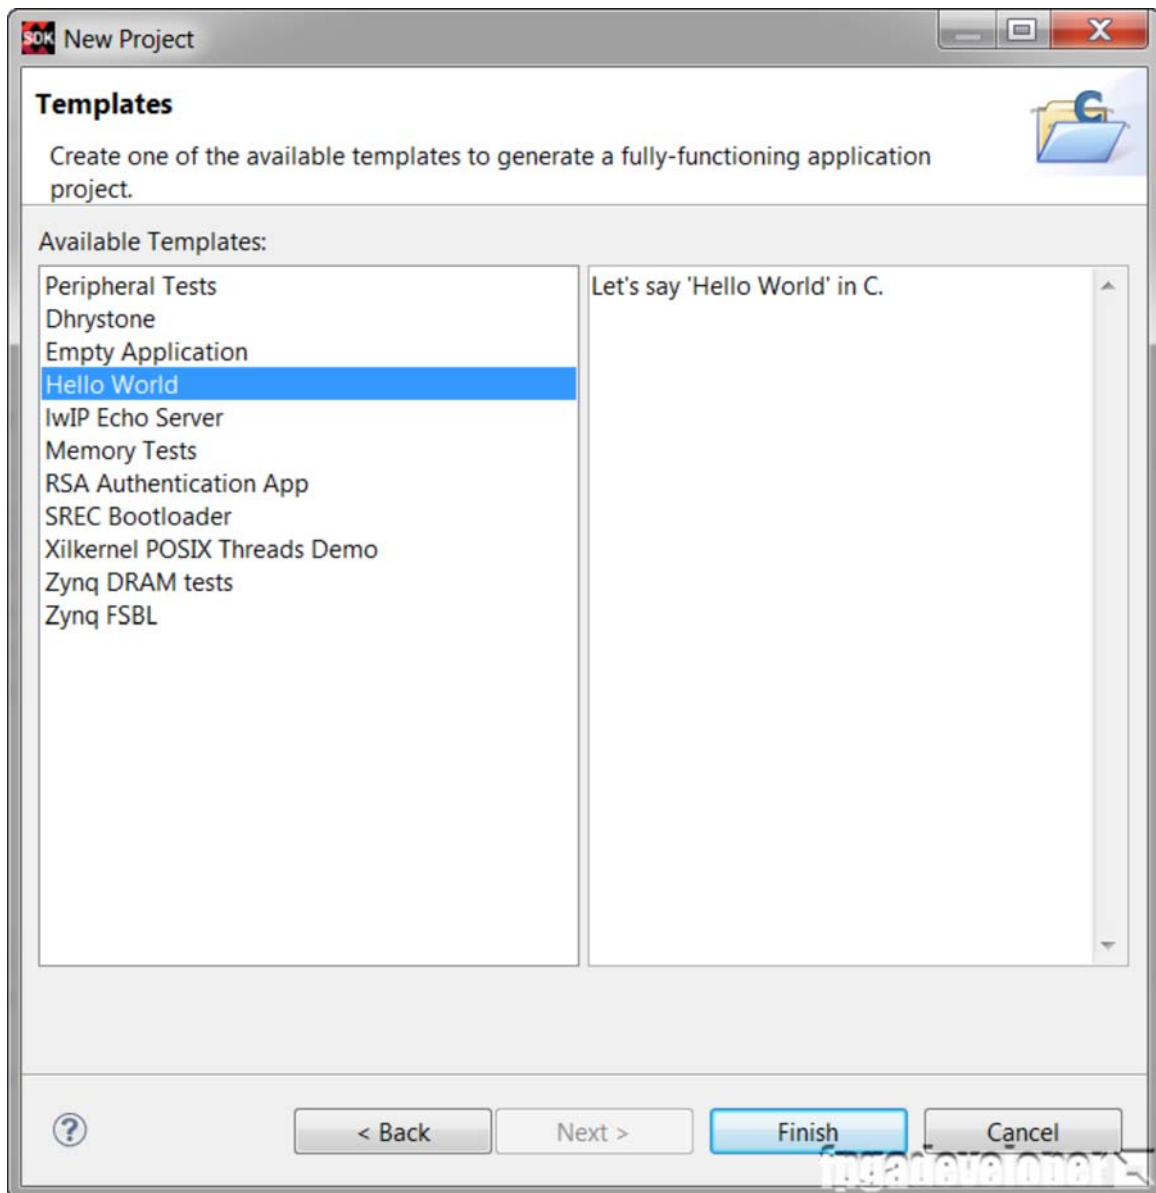 SDK New Project
Templates
Create one of the available templates to generate a fully-functioning application
project.
Available Templates:
Peripheral Tests
Dhrystone
Empty Application
Hello World
lwIP Echo Server
Memory Tests
RSA Authentication App
SREC Bootloader
Xilkernel POSIX Threads Demo
Zynq DRAM tests
Zynq FSBL
Let's say 'Hello World' in C.
< Back Next > Finish Cancel
fpgadeveloper